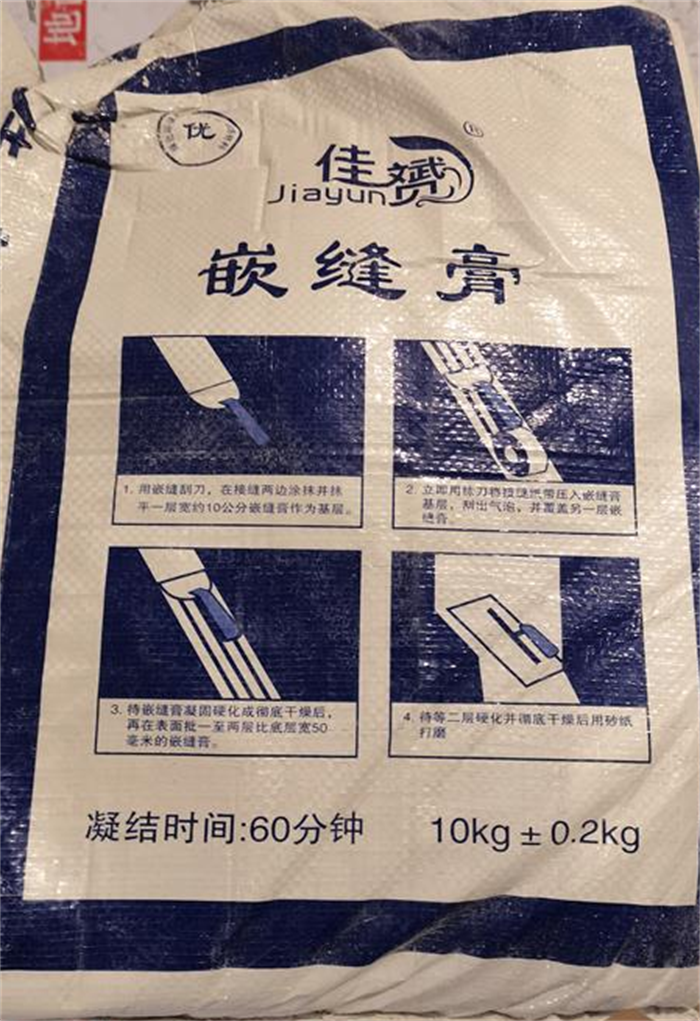 优
佳赟
®
Jiayun
嵌缝膏
1. 用嵌缝刮刀，在接缝两边涂抹并抹
平一层宽约10公分嵌缝膏作为基层。
2. 立即用抹刀将接缝纸带压入嵌缝膏
基层，刮出气泡，并覆盖另一层嵌
缝膏
3. 待嵌缝膏凝固硬化成彻底干燥后，
再在表面批一至两层比底层宽50
毫米的嵌缝膏。
4. 待等二层硬化并彻底干燥后用砂纸
打磨
凝结时间:60分钟
10kg ± 0.2kg